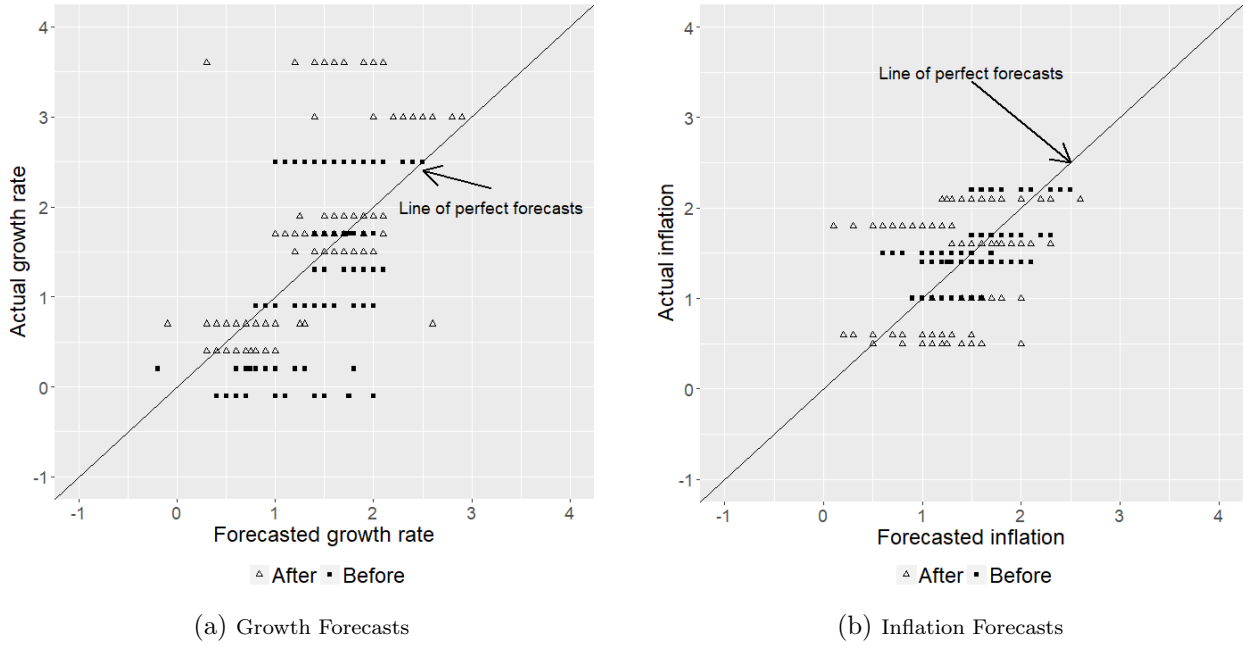 4
3
2
1
0
-1
Actual growth rate
Line of perfect forecasts
-1 0 1 2 3 4
Forecasted growth rate
After Before
(a) Growth Forecasts
4
3
2
1
0
-1
Actual inflation
Line of perfect forecasts
-1 0 1 2 3 4
Forecasted inflation
After Before
(b) Inflation Forecasts